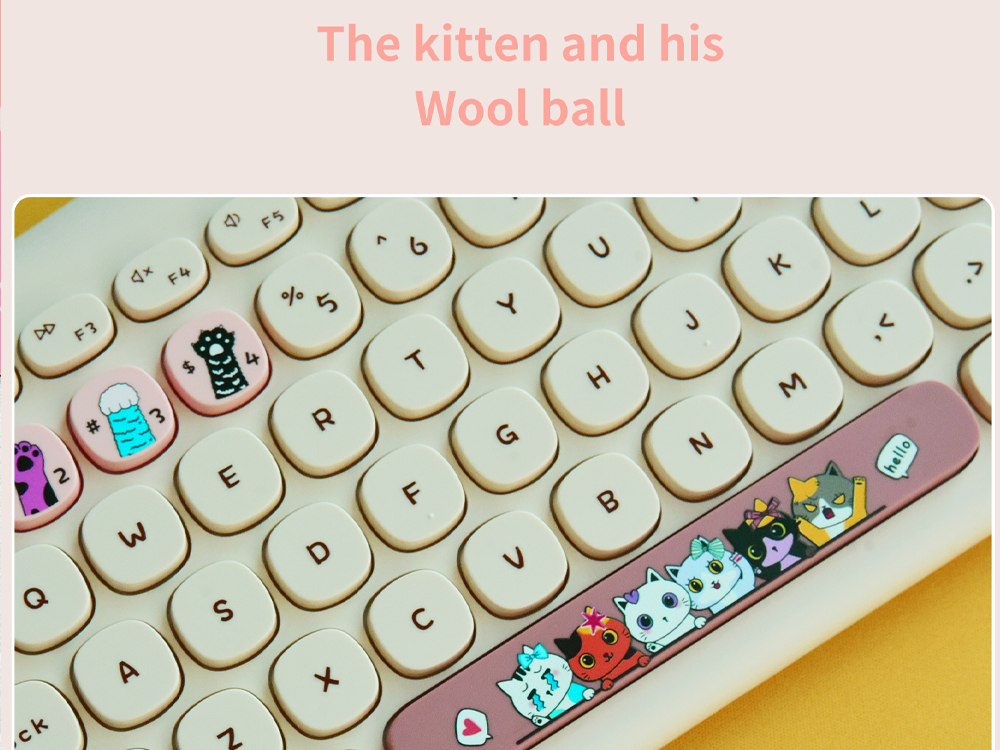 The kitten and his
Wool ball
F5
F4
F3
^ 6
% 5
$ 4
# 3
2
U
Y
T
R
E
W
Q
L
K
J
H
G
F
D
S
A
M
N
B
V
C
X
Z
ck
hello